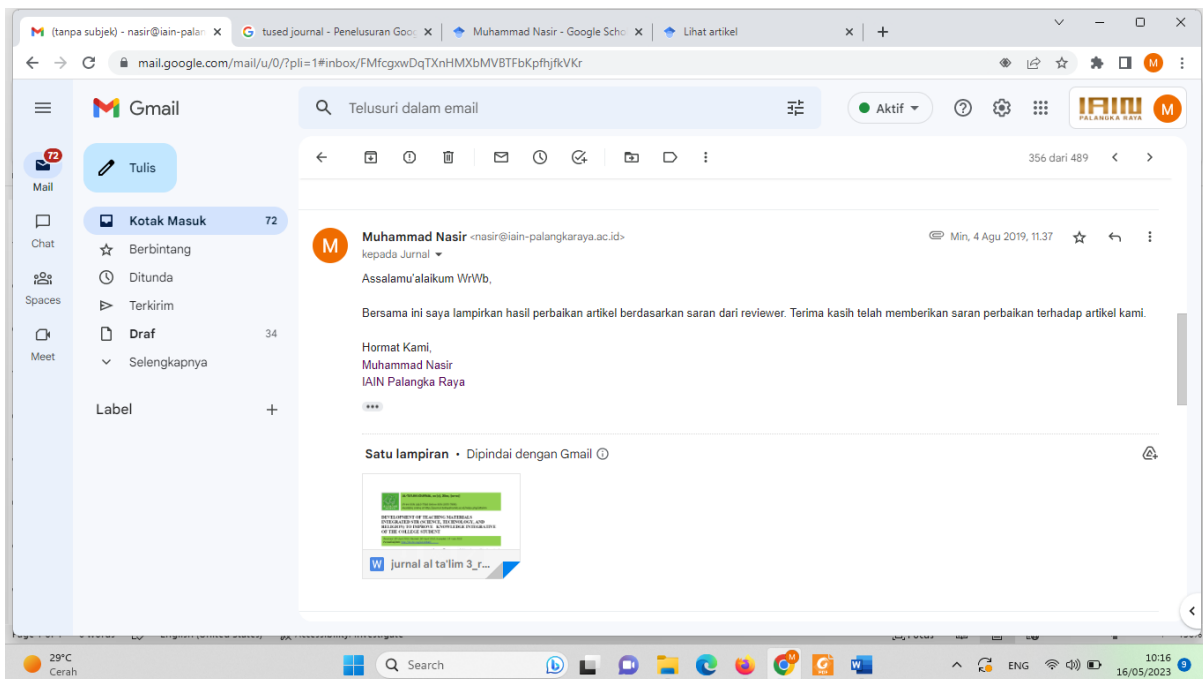 (tanpa subjek) - nasir@iain-palan
tused journal - Penelusuran Goog
Muhammad Nasir - Google Scho
Lihat artikel
mail.google.com/mail/u/0/?pli=1#inbox/FMfcgxwDqTXnHMXbMVBTFbKpfhjfkVKr
M
Gmail
Telusuri dalam email
Aktif
IAIN
PALANGKA RAYA
M
72
Mail
Chat
Spaces
Meet
Tulis
Kotak Masuk 72
Berbintang
Ditunda
Terkirim
Draf 34
Selengkapnya
Label
356 dari 489
M
Muhammad Nasir <nasir@iain-palangkaraya.ac.id>
Min, 4 Agu 2019, 11.37
kepada Jurnal
Assalamu'alaikum WrWb,
Bersama ini saya lampirkan hasil perbaikan artikel berdasarkan saran dari reviewer. Terima kasih telah memberikan saran perbaikan terhadap artikel kami.
Hormat Kami,
Muhammad Nasir
IAIN Palangka Raya
Satu lampiran • Dipindai dengan Gmail
DEVELOPMENT OF TEACHING MATERIALS
INTEGRATED STR (SCIENCE, TECHNOLOGY, AND
RELIGION) TO IMPROVE KNOWLEDGE INTEGRATIVE
OF THE COLLEGE STUDENT
W jurnal al ta'lim 3_r...
29°C
Cerah
Search
ENG
10:16
16/05/2023
9